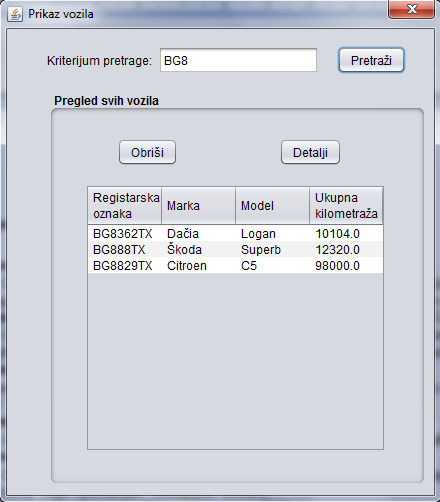 Prikaz vozila
Kriterijum pretrage: BG8 Pretraži
Pregled svih vozila
Obriši Detalji
Registarska oznaka Marka Model Ukupna kilometraža
BG8362TX Dačia Logan 10104.0
BG888TX Škoda Superb 12320.0
BG8829TX Citroen C5 98000.0